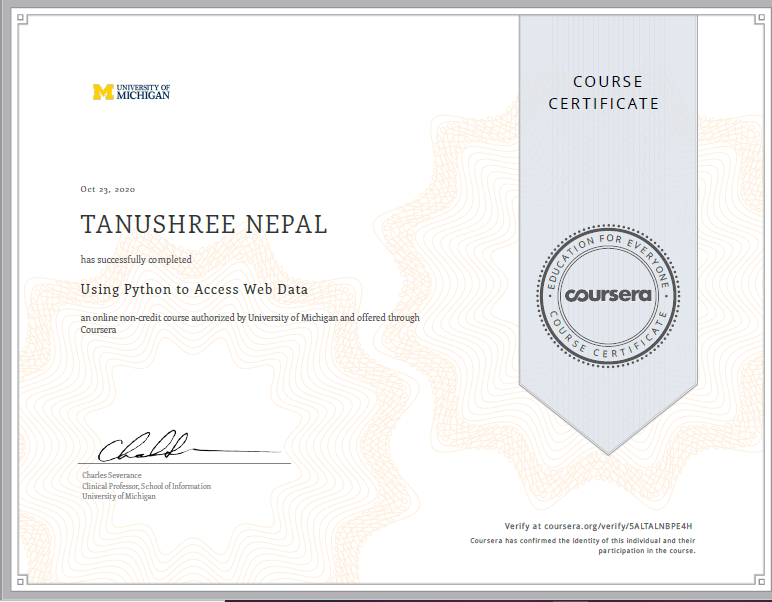 UNIVERSITY OF
MICHIGAN
COURSE
CERTIFICATE
Oct 23, 2020
TANUSHREE NEPAL
has successfully completed
Using Python to Access Web Data
an online non-credit course authorized by University of Michigan and offered through
Coursera
EDUCATION FOR EVERYONE
coursera
COURSE CERTIFICATE
Charles Severance
Clinical Professor, School of Information
University of Michigan
Verify at coursera.org/verify/5ALTALNBPE4H
Coursera has confirmed the identity of this individual and their
participation in the course.